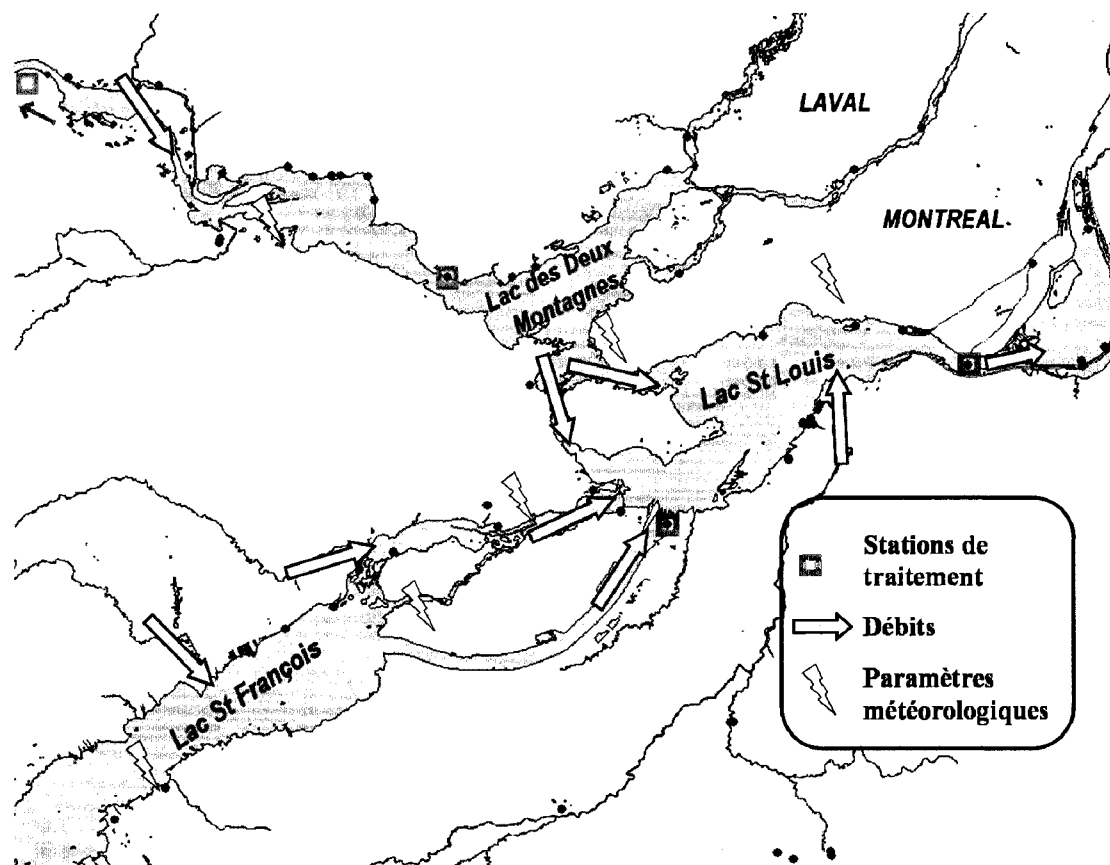 LAVAL
MONTREAL
Lac des Deux
Montagnes
Lac St Louis
Lac St François
Stations de
traitement
Débits
Paramètres
météorologiques